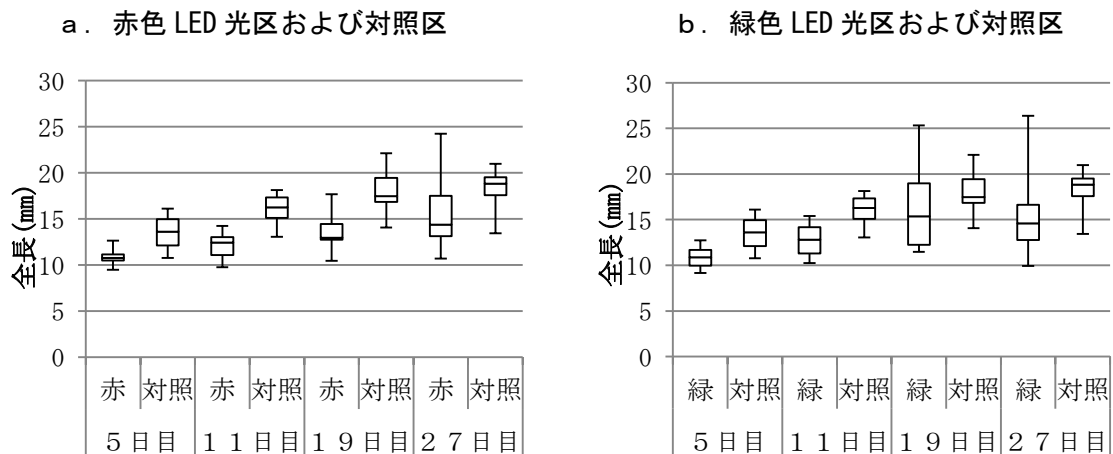 a. 赤色 LED 光区および対照区
全長(mm)
30
25
20
15
10
5
0
赤 対照 赤 対照 赤 対照 赤 対照
5日目 11日目 19日目 27日目
b. 緑色 LED 光区および対照区
全長(mm)
30
25
20
15
10
5
0
緑 対照 緑 対照 緑 対照 緑 対照
5日目 11日目 19日目 27日目